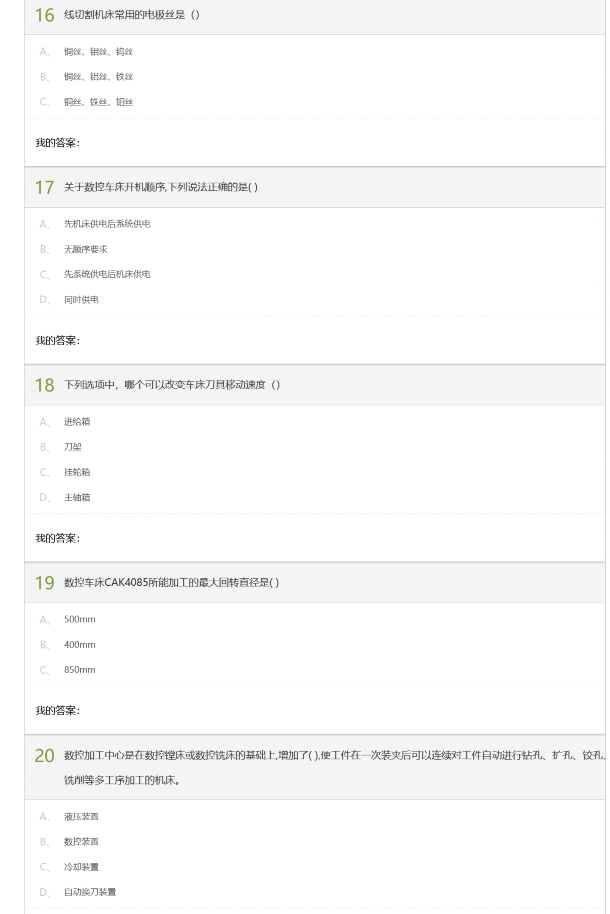 16 线切割机床常用的电极丝是（）
A、 铜丝、钼丝、钨丝
B、 铜丝、铝丝、铁丝
C、 铜丝、铁丝、钼丝
我的答案：
17 关于数控车床开机顺序,下列说法正确的是( )
A、 先机床供电后系统供电
B、 无顺序要求
C、 先系统供电后机床供电
D、 同时供电
我的答案：
18 下列选项中，哪个可以改变车床刀具移动速度（）
A、 进给箱
B、 刀架
C、 挂轮箱
D、 主轴箱
我的答案：
19 数控车床CAK4085所能加工的最大回转直径是( )
A、 500mm
B、 400mm
C、 850mm
我的答案：
20 数控加工中心是在数控镗床或数控铣床的基础上,增加了( ),使工件在一次装夹后可以连续对工件自动进行钻孔、扩孔、铰孔、
铣削等多工序加工的机床。
A、 液压装置
B、 数控装置
C、 冷却装置
D、 自动换刀装置